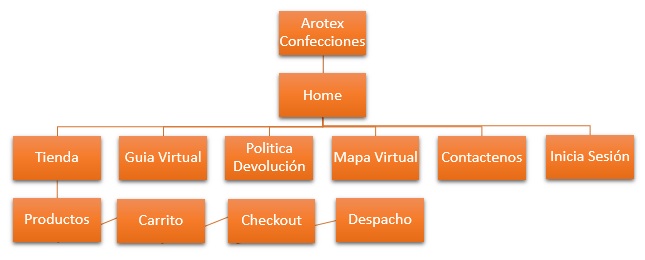 Arotex
Confecciones
Home
Tienda
Guia Virtual
Politica
Devolución
Mapa Virtual
Contactenos
Inicia Sesión
Productos
Carrito
Checkout
Despacho